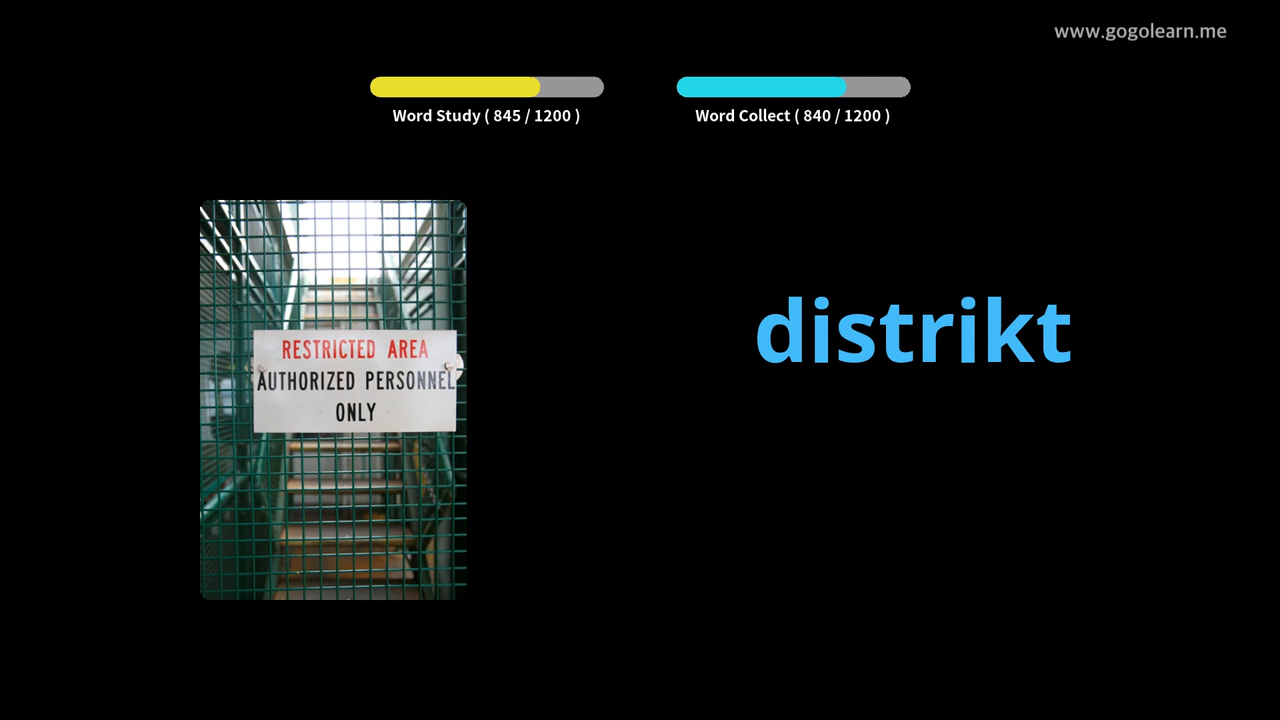 www.gogolearn.me
Word Study ( 845 / 1200 )
Word Collect ( 840 / 1200 )
RESTRICTED AREA
AUTHORIZED PERSONNEL
ONLY
distrikt